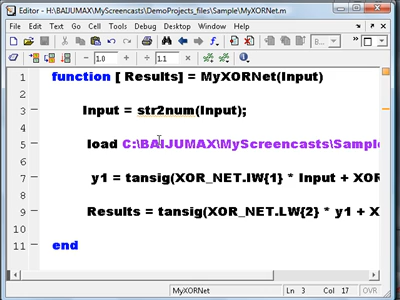 Editor - H:\BAIJUMAX\MyScreencasts\DemoProjects_files\Sample\MyXORNet.m
File Edit Text Go Cell Tools Debug Desktop Window Help
1.0 1.1
1 function [ Results] = MyXORNet(Input)
2
3 Input = str2num(Input);
4
5 load C:\BAIJUMAX\MyScreencasts\Sample
6
7 y1 = tansig(XOR_NET.IW{1} * Input + XOR
8
9 Results = tansig(XOR_NET.LW{2} * y1 + XO
10
11 end
MyXORNet Ln 3 Col 17 OVR